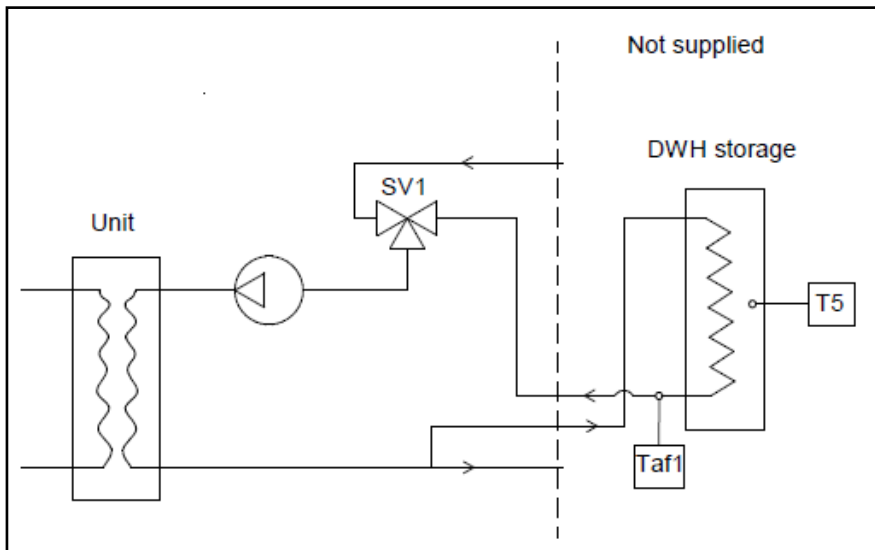 Not supplied
DWH storage
SV1
Unit
T5
Taf1